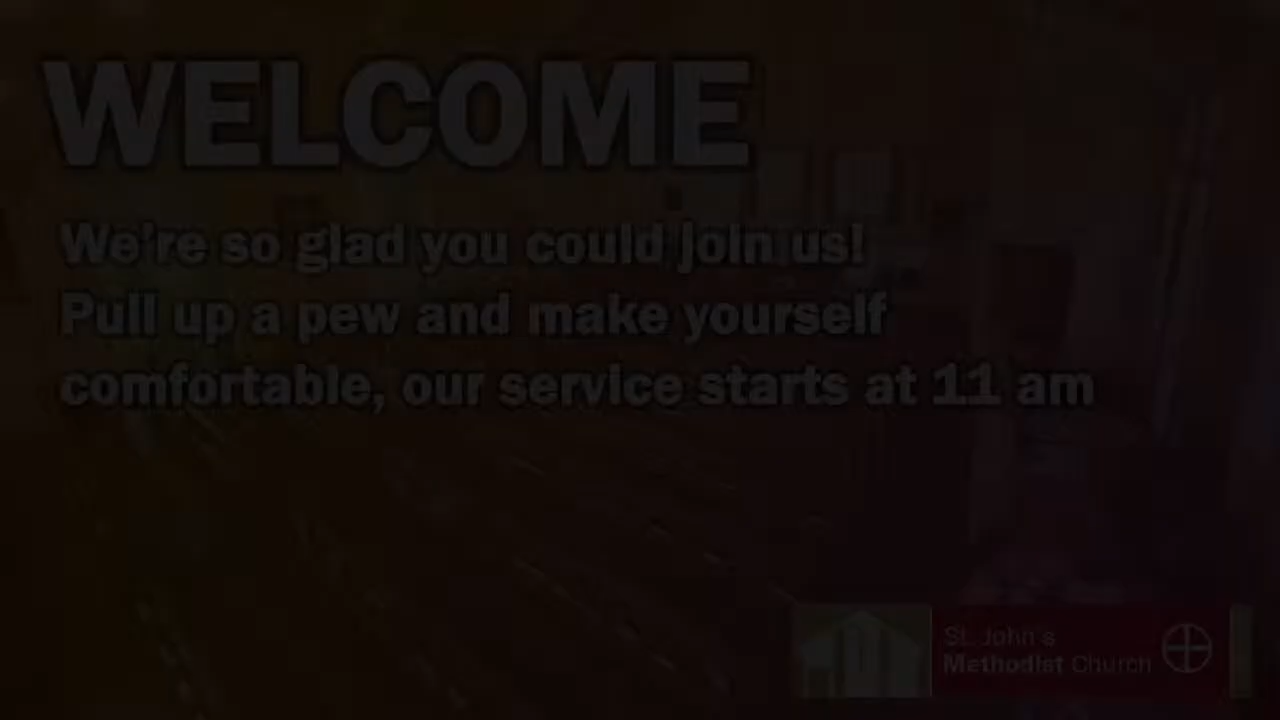 WELCOME
We're so glad you could join us!
Pull up a pew and make yourself
comfortable, our service starts at 11 am
St. John's
Methodist Church